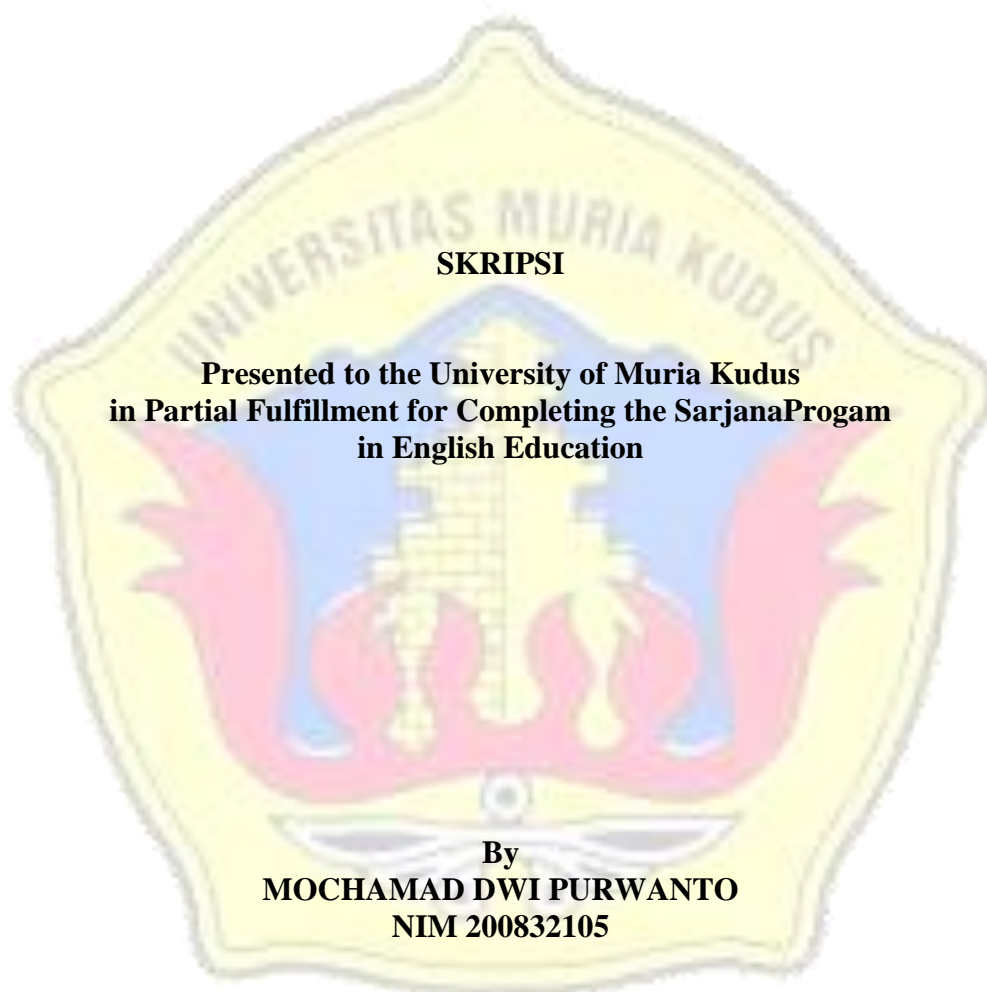 UNIVERSITAS MURIA KUDUS
SKRIPSI
Presented to the University of Muria Kudus
in Partial Fulfillment for Completing the SarjanaProgam
in English Education
By
MOCHAMAD DWI PURWANTO
NIM 200832105